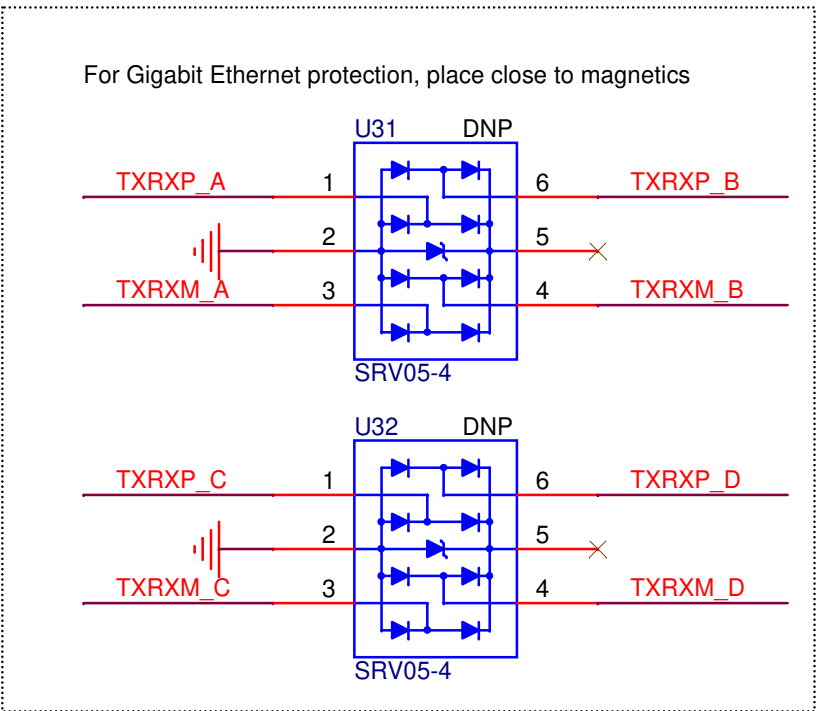 For Gigabit Ethernet protection, place close to magnetics
U31 DNP
TXRXP_A 1 6 TXRXP_B
2 5
TXRXM_A 3 4 TXRXM_B
SRV05-4
U32 DNP
TXRXP_C 1 6 TXRXP_D
2 5
TXRXM_C 3 4 TXRXM_D
SRV05-4